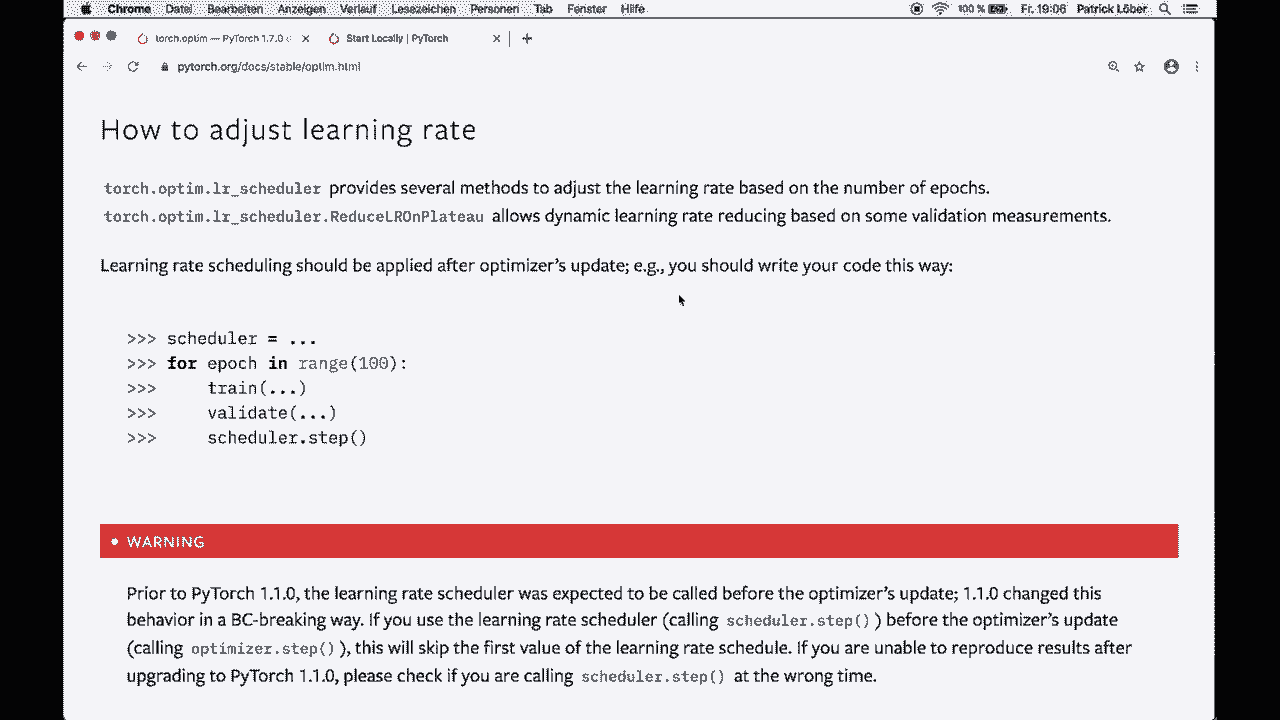 Chrome Datei Bearbeiten Anzeigen Verlauf Lesezeichen Personen Tab Fenster Hilfe 100 % Fr. 19:06 Patrick Löber
torch.optim — PyTorch 1.7.0 Start Locally | PyTorch
pytorch.org/docs/stable/optim.html
How to adjust learning rate
torch.optim.lr_scheduler provides several methods to adjust the learning rate based on the number of epochs.
torch.optim.lr_scheduler.ReduceLROnPlateau allows dynamic learning rate reducing based on some validation measurements.
Learning rate scheduling should be applied after optimizer’s update; e.g., you should write your code this way:
>>> scheduler = ...
>>> for epoch in range(100):
>>>     train(...)
>>>     validate(...)
>>>     scheduler.step()
WARNING
Prior to PyTorch 1.1.0, the learning rate scheduler was expected to be called before the optimizer’s update; 1.1.0 changed this
behavior in a BC-breaking way. If you use the learning rate scheduler (calling scheduler.step() ) before the optimizer’s update
(calling optimizer.step() ), this will skip the first value of the learning rate schedule. If you are unable to reproduce results after
upgrading to PyTorch 1.1.0, please check if you are calling scheduler.step() at the wrong time.